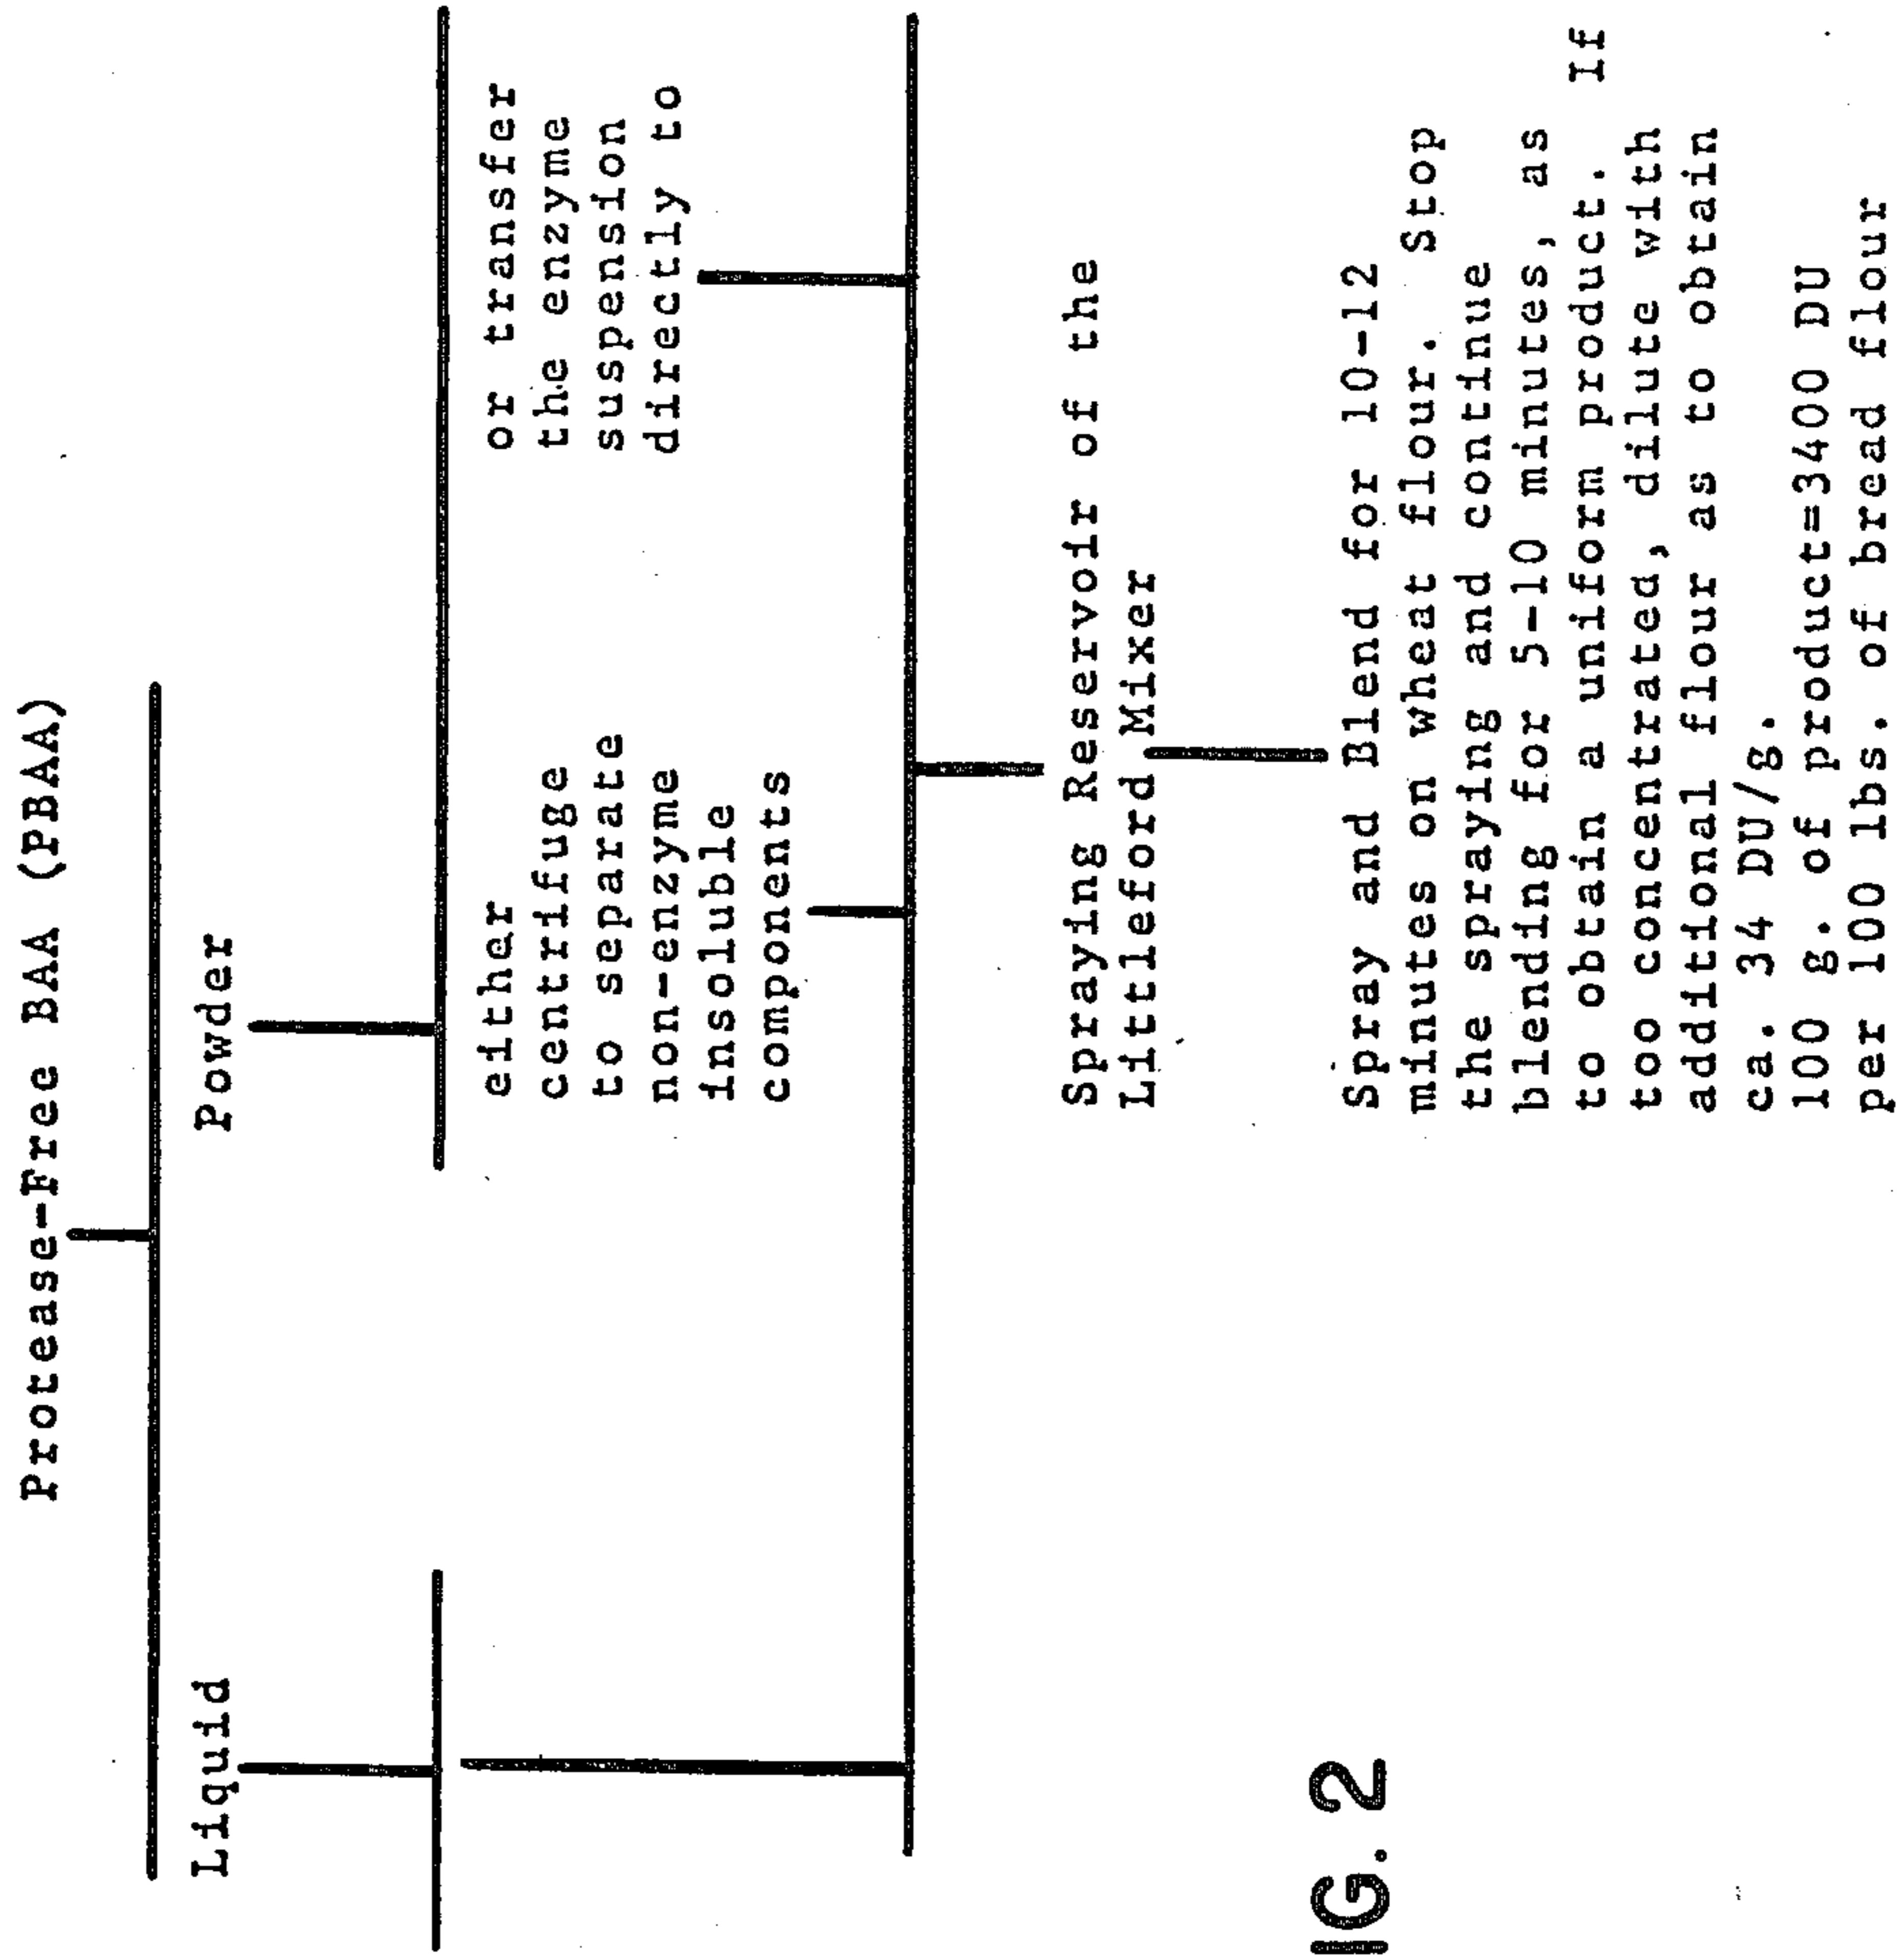 Protease-Free BAA (PBAA)
Liquid
Powder
either
centrifuge
to separate
non-enzyme
insoluble
components
or transfer
the enzyme
suspension
directly to
Spraying Reservoir of the
Littleford Mixer
Spray and Blend for 10-12
minutes on wheat flour. Stop
the spraying and continue
blending for 5-10 minutes, as
to obtain a uniform product. If
too concentrated, dilute with
additional flour as to obtain
ca. 34 DU/g.
100 g. of product=3400 DU
per 100 lbs. of bread flour
IG. 2